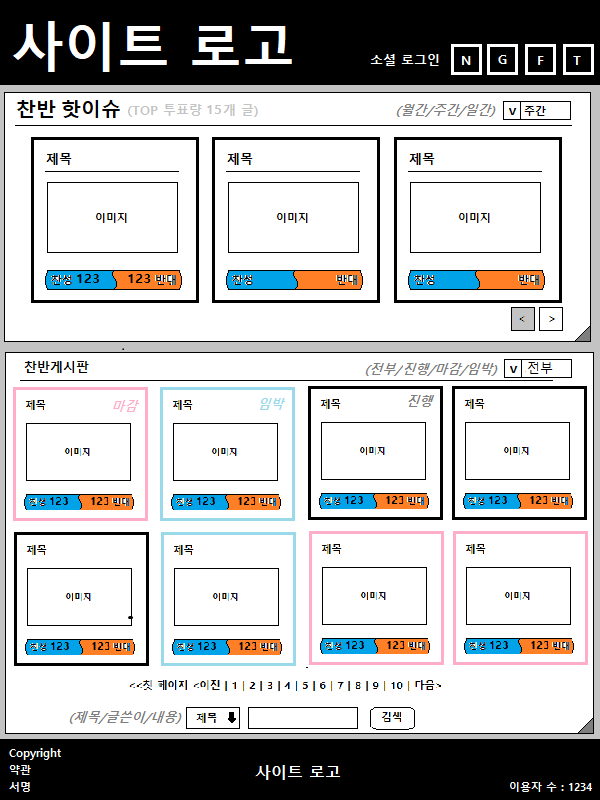 사이트 로고
소셜 로그인 N G F T
찬반 핫이슈 (TOP 투표량 15개 글) (월간/주간/일간) v 주간
제목 제목 제목
이미지 이미지 이미지
찬성 123 123 반대 찬성 반대 찬성 반대
< >
찬반게시판 (전부/진행/마감/임박) v 전부
제목 마감 제목 임박 제목 진행 제목
이미지 이미지 이미지 이미지
찬성 123 123 반대 찬성 123 123 반대 찬성 123 123 반대 찬성 123 123 반대
제목 제목 제목 제목
이미지 이미지 이미지 이미지
찬성 123 123 반대 찬성 123 123 반대 찬성 123 123 반대 찬성 123 123 반대
<<첫 페이지 <이전 | 1 | 2 | 3 | 4 | 5 | 6 | 7 | 8 | 9 | 10 | 다음>
(제목/글쓴이/내용) 제목 검색
Copyright
약관
서명
사이트 로고
이용자 수 : 1234